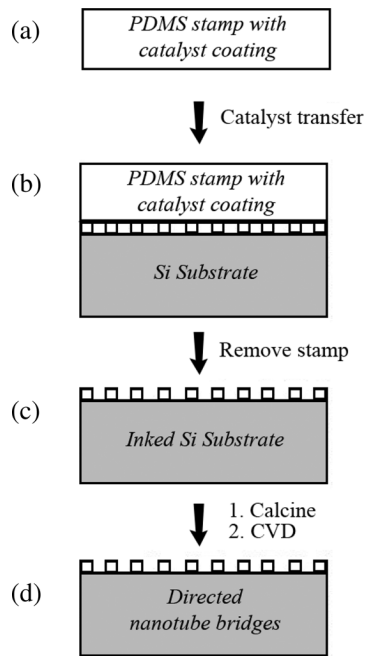 (a)
PDMS stamp with
catalyst coating
Catalyst transfer
(b)
PDMS stamp with
catalyst coating
Si Substrate
Remove stamp
(c)
Inked Si Substrate
1. Calcine
2. CVD
(d)
Directed
nanotube bridges